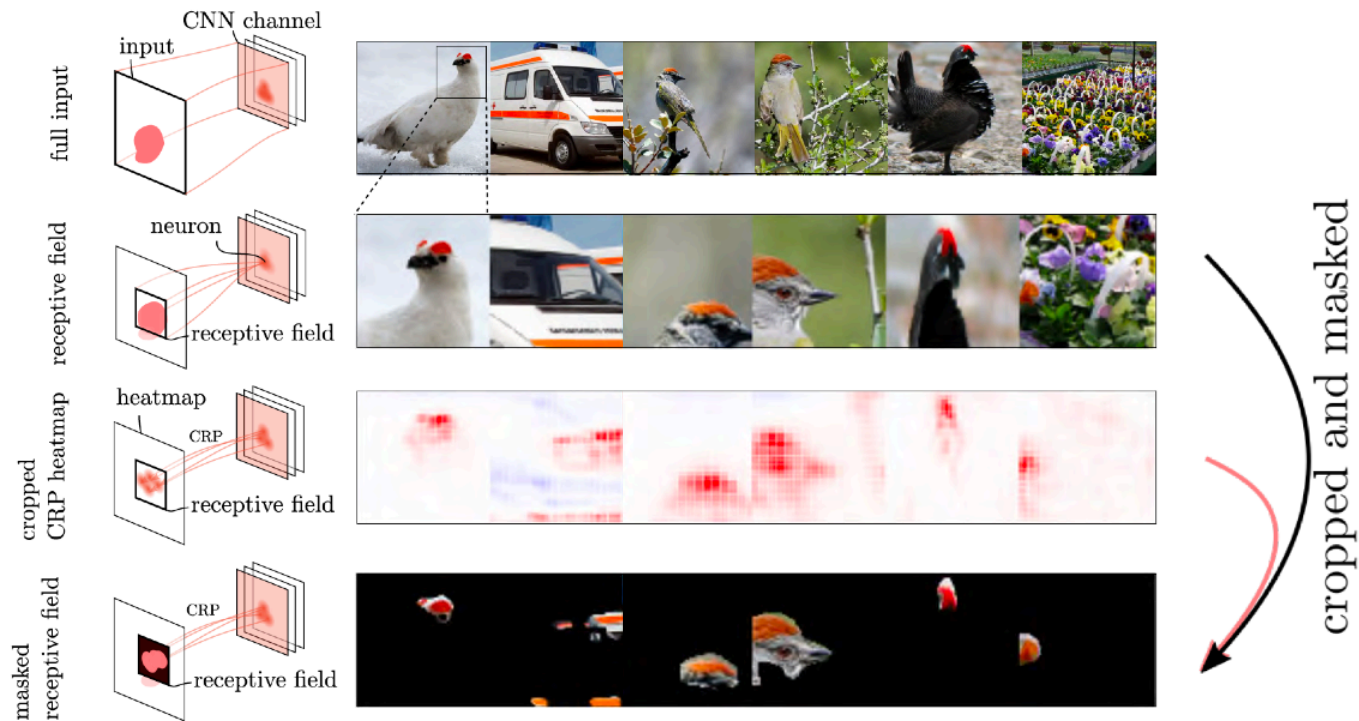 CNN channel
input
full input
neuron
receptive field
receptive field
heatmap
CRP
receptive field
cropped
CRP heatmap
CRP
receptive field
masked
receptive field
cropped and masked